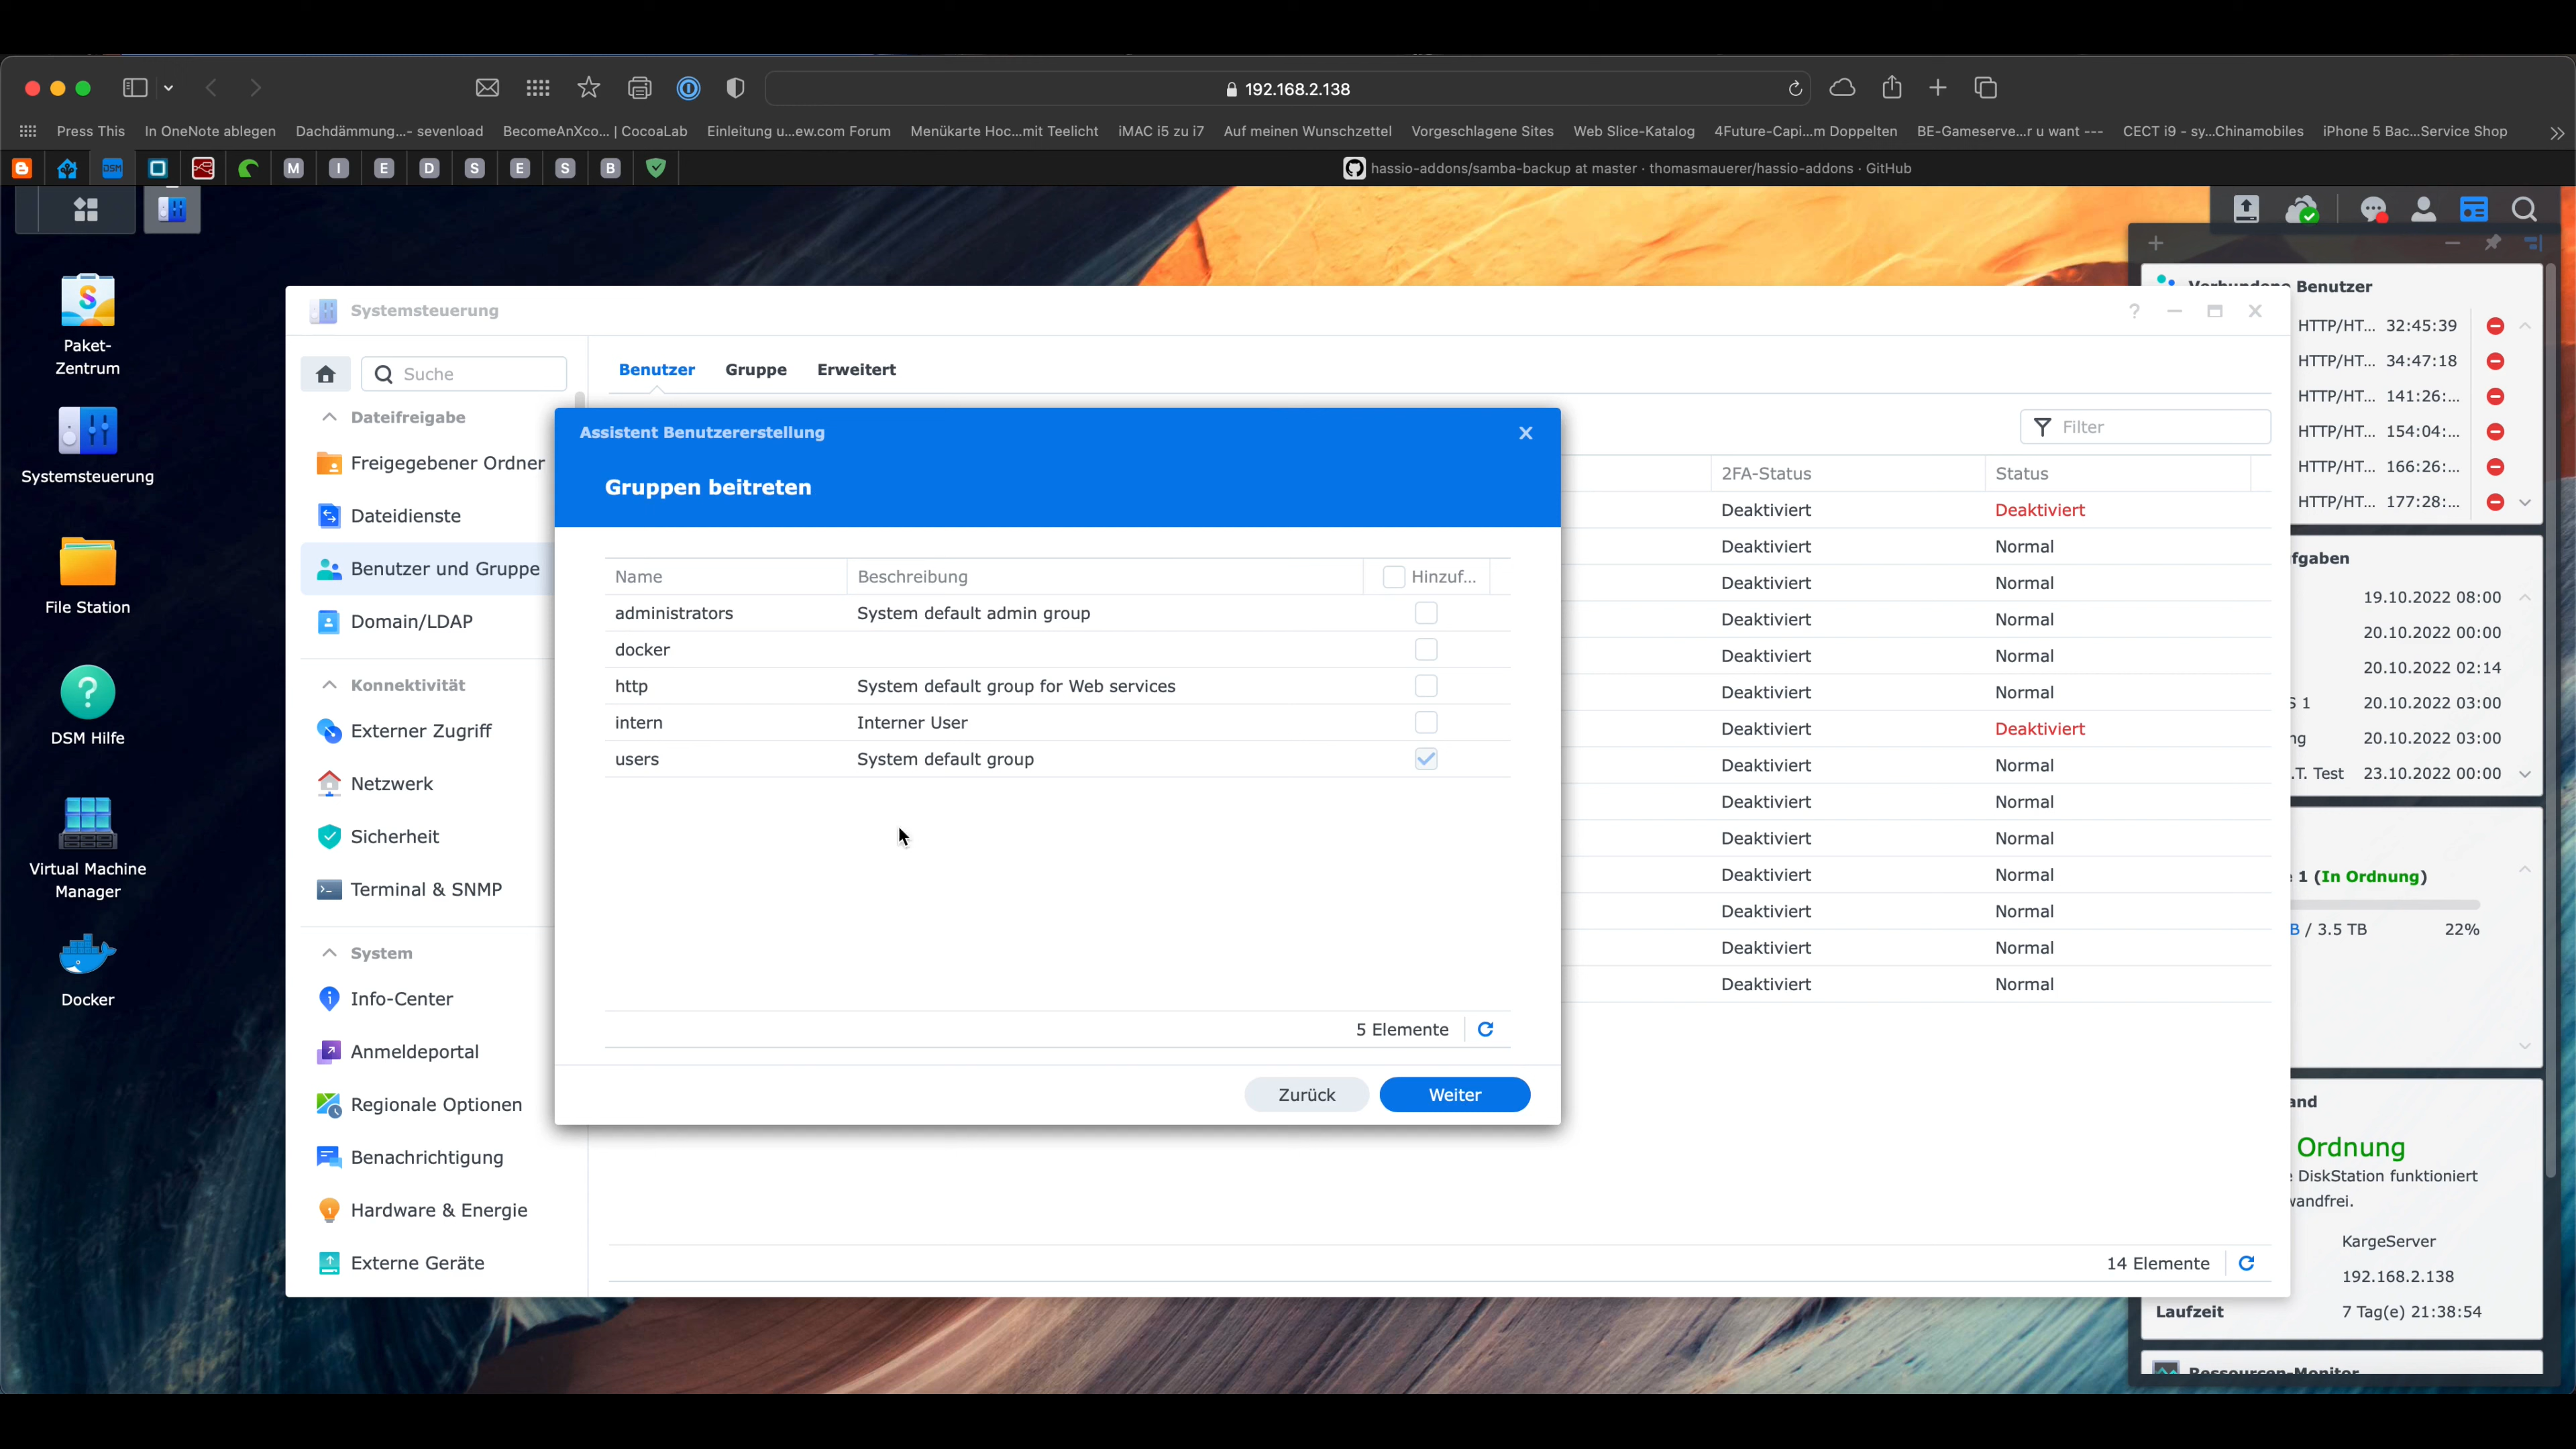 192.168.2.138
Press This
In OneNote ablegen
Dachdämmung...- sevenload
BecomeAnXco... | CocoaLab
Einleitung u...ew.com Forum
Menükarte Hoc...mit Teelicht
iMAC i5 zu i7
Auf meinen Wunschzettel
Vorgeschlagene Sites
Web Slice-Katalog
4Future-Capi...m Doppelten
BE-Gameserve...r u want ---
CECT i9 - sy...Chinamobiles
iPhone 5 Bac...Service Shop
DSM
M
I
E
D
S
E
S
B
hassio-addons/samba-backup at master · thomasmauerer/hassio-addons · GitHub
Paket-
Zentrum
Systemsteuerung
File Station
DSM Hilfe
Virtual Machine
Manager
Docker
Systemsteuerung
Suche
Dateifreigabe
Freigegebener Ordner
Dateidienste
Benutzer und Gruppe
Domain/LDAP
Konnektivität
Externer Zugriff
Netzwerk
Sicherheit
Terminal & SNMP
System
Info-Center
Anmeldeportal
Regionale Optionen
Benachrichtigung
Hardware & Energie
Externe Geräte
Benutzer Gruppe Erweitert
Filter
2FA-Status Status
Deaktiviert Deaktiviert
Deaktiviert Normal
Deaktiviert Normal
Deaktiviert Normal
Deaktiviert Normal
Deaktiviert Normal
Deaktiviert Deaktiviert
Deaktiviert Normal
Deaktiviert Normal
Deaktiviert Normal
Deaktiviert Normal
Deaktiviert Normal
Deaktiviert Normal
Deaktiviert Normal
14 Elemente
Assistent Benutzererstellung
Gruppen beitreten
Name Beschreibung Hinzuf...
administrators System default admin group
docker
http System default group for Web services
intern Interner User
users System default group
5 Elemente
Zurück Weiter
Benutzer
HTTP/HT... 32:45:39
HTTP/HT... 34:47:18
HTTP/HT... 141:26:...
HTTP/HT... 154:04:...
HTTP/HT... 166:26:...
HTTP/HT... 177:28:...
fgaben
19.10.2022 08:00
20.10.2022 00:00
20.10.2022 02:14
S 1 20.10.2022 03:00
ng 20.10.2022 03:00
.T. Test 23.10.2022 00:00
1 (In Ordnung)
B / 3.5 TB 22%
and
Ordnung
DiskStation funktioniert
wandfrei.
KargeServer
192.168.2.138
Laufzeit 7 Tag(e) 21:38:54
Ressourcen-Monitor